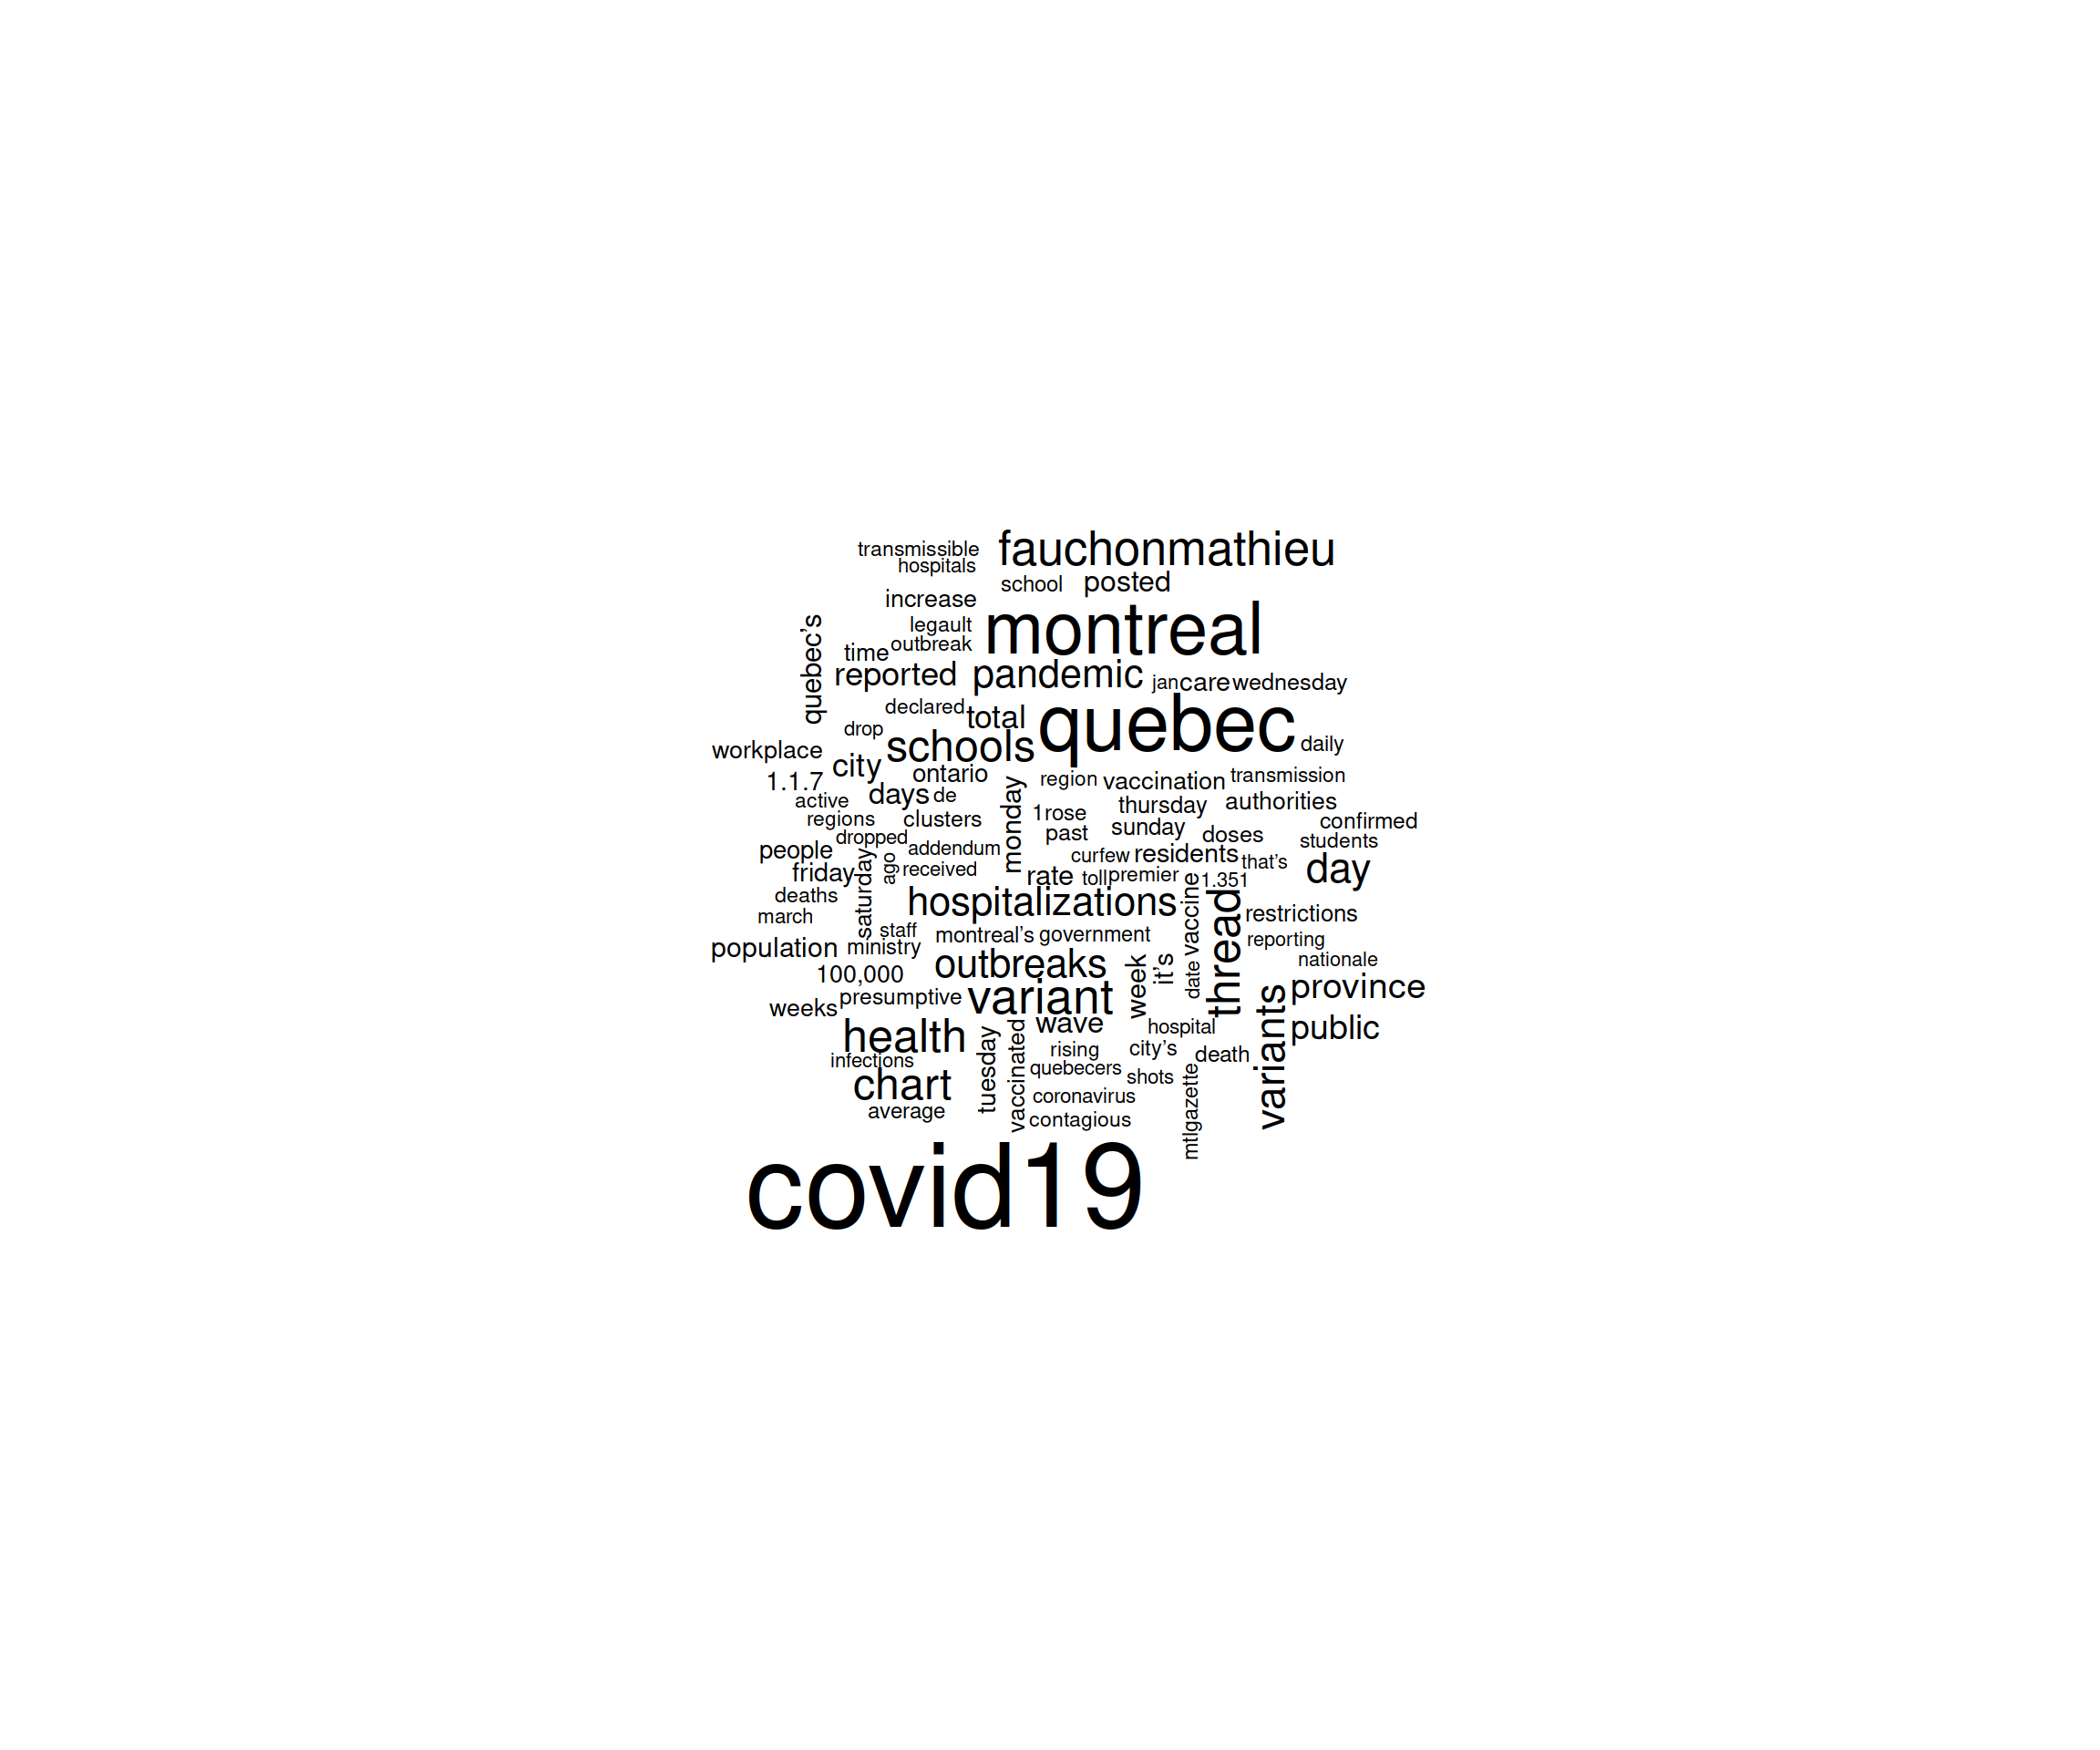 transmissible
fauchonmathieu
hospitals
school
posted
increase
quebec’s
legault
montreal
outbreak
time
reported
pandemic
jan
care
wednesday
declared
total
quebec
drop
workplace
schools
daily
city
ontario
1.1.7
region
vaccination
transmission
monday
active
days
de
thursday
authorities
regions
clusters
1
rose
sunday
confirmed
past
doses
dropped
students
people
addendum
curfew
residents
that’s
day
friday
saturday
ago
received
rate
toll
premier
1.351
deaths
hospitalizations
vaccine
thread
march
restrictions
staff
montreal’s
government
reporting
population
ministry
outbreaks
week
it’s
date
nationale
100,000
presumptive
variant
variants
province
weeks
health
wave
hospital
public
tuesday
vaccinated
infections
rising
city’s
death
quebecers
chart
shots
mtlgazette
average
coronavirus
contagious
covid19